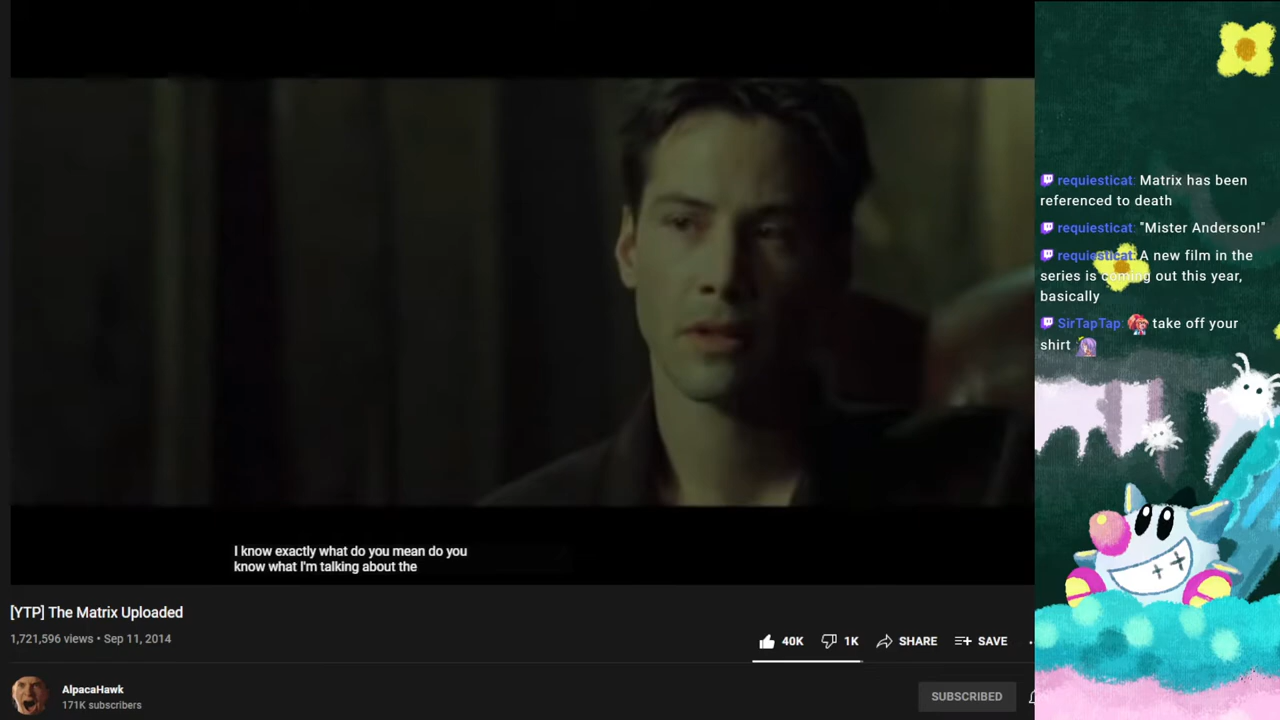 I know exactly what do you mean do you
know what I'm talking about the
[YTP] The Matrix Uploaded
1,721,596 views • Sep 11, 2014
40K
1K
SHARE
SAVE
AlpacaHawk
171K subscribers
SUBSCRIBED
requiesticat: Matrix has been
referenced to death
requiesticat: "Mister Anderson!"
requiesticat: A new film in the
series is coming out this year,
basically
SirTapTap: take off your
shirt